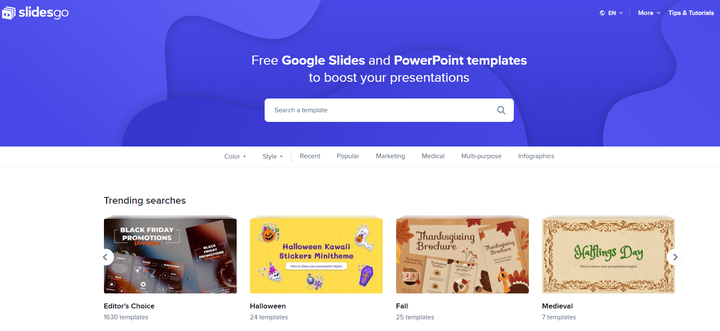 slidesgo
EN
More
Tips & Tutorials
Free Google Slides and PowerPoint templates
to boost your presentations
Search a template
Color
Style
Recent
Popular
Marketing
Medical
Multi-purpose
Infographics
Trending searches
BLACK FRIDAY
PROMOTIONS
BLACK FRIDAY
PROMOTIONS
Halloween Kawaii
Stickers Minitheme
Here is where your presentation begins
Thanksgiving
Brochure
Thanksgiving
Brochure
Halflings Day
Here is where your presentation begins
Editor's Choice
1630 templates
Halloween
24 templates
Fall
25 templates
Medieval
7 templates